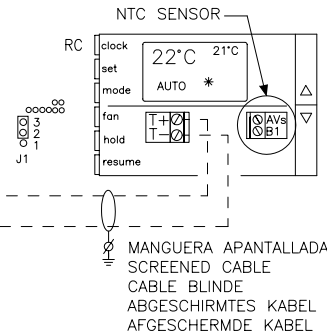 NTC SENSOR
RC
clock
set
mode
fan
hold
resume
22°C
21°C
AUTO *
T+
T-
AVs
B1
3
2
1
J1
MANGUERA APANTALLADA
SCREENED CABLE
CABLE BLINDE
ABGESCHIRMTES KABEL
AFGESCHERMDE KABEL